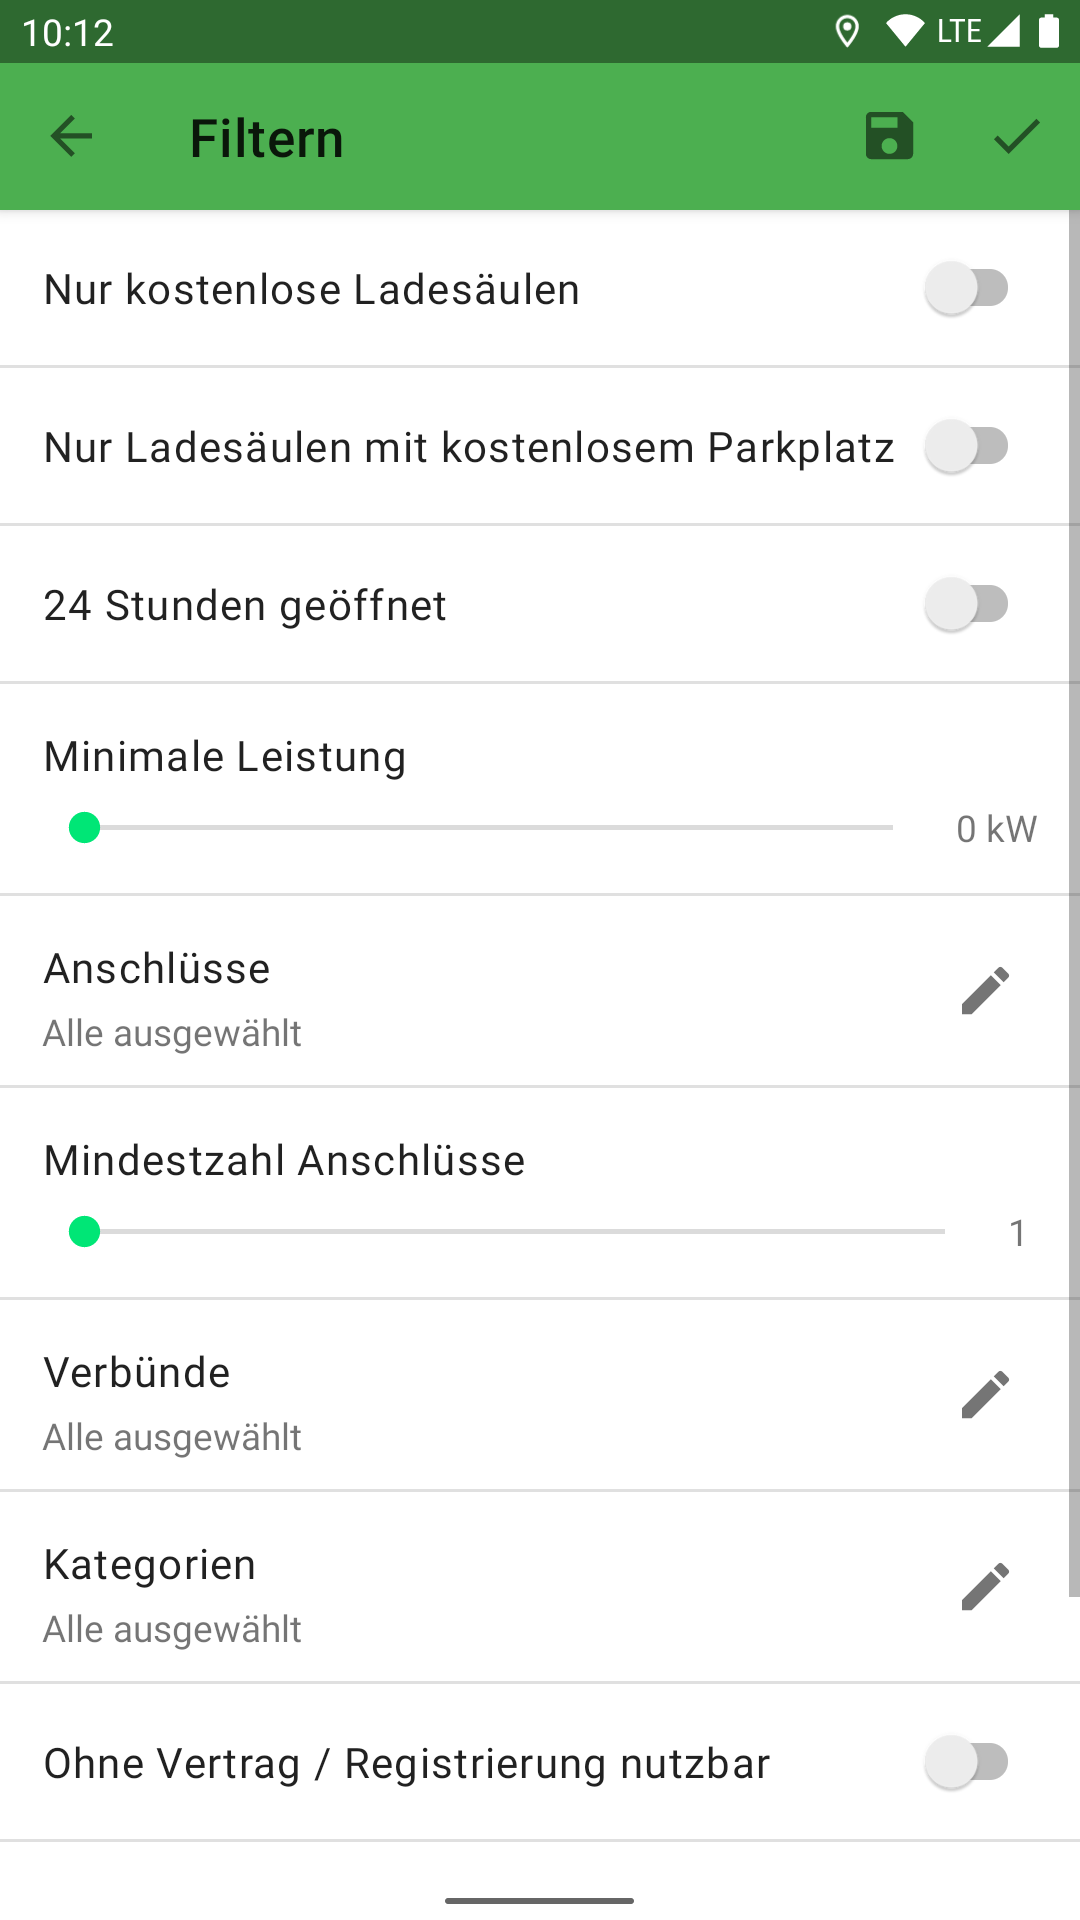 10:12
LTE
Filtern
Nur kostenlose Ladesäulen
Nur Ladesäulen mit kostenlosem Parkplatz
24 Stunden geöffnet
Minimale Leistung
0 kW
Anschlüsse
Alle ausgewählt
Mindestzahl Anschlüsse
1
Verbünde
Alle ausgewählt
Kategorien
Alle ausgewählt
Ohne Vertrag / Registrierung nutzbar